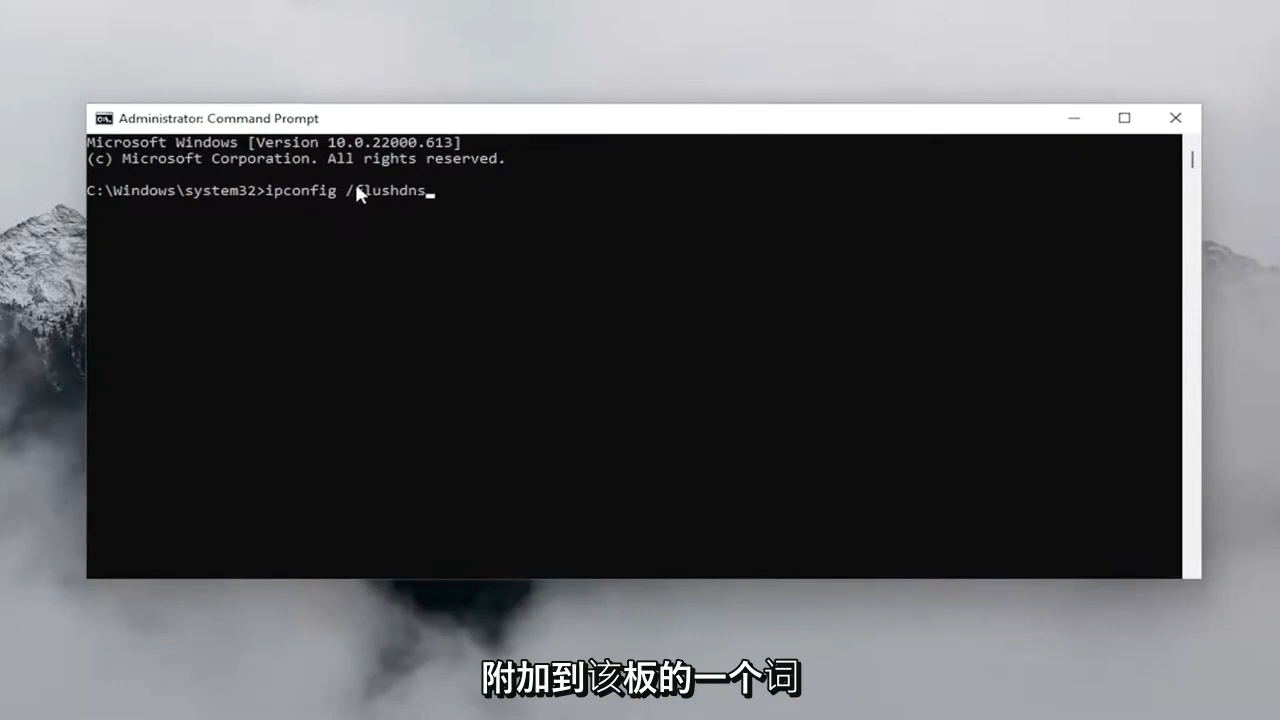 Administrator: Command Prompt
Microsoft Windows [Version 10.0.22000.613]
(c) Microsoft Corporation. All rights reserved.
C:\Windows\system32>ipconfig /flushdns_
附加到该板的一个词